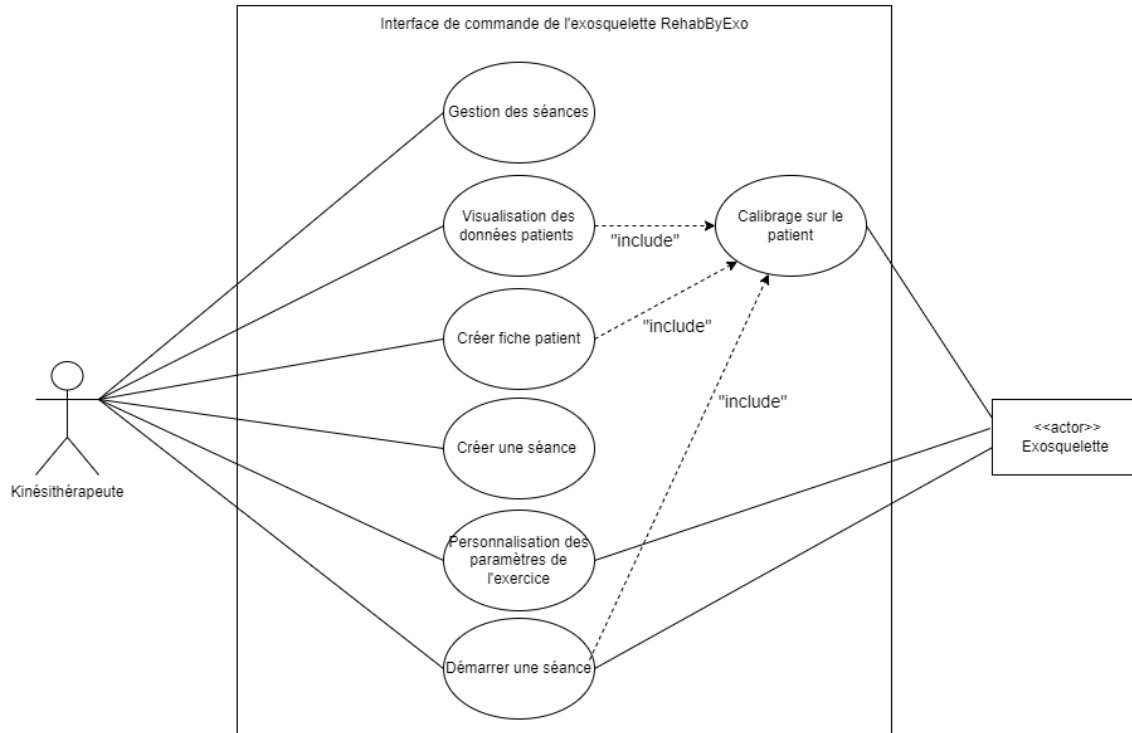 Interface de commande de l'exosquelette RehabByExo
Gestion des séances
Visualisation des
données patients
"include"
Calibrage sur le
patient
Créer fiche patient
"include"
"include"
Créer une séance
<<actor>>
Exosquelette
Kinésithérapeute
Personnalisation des
paramètres de
l'exercice
Démarrer une séance